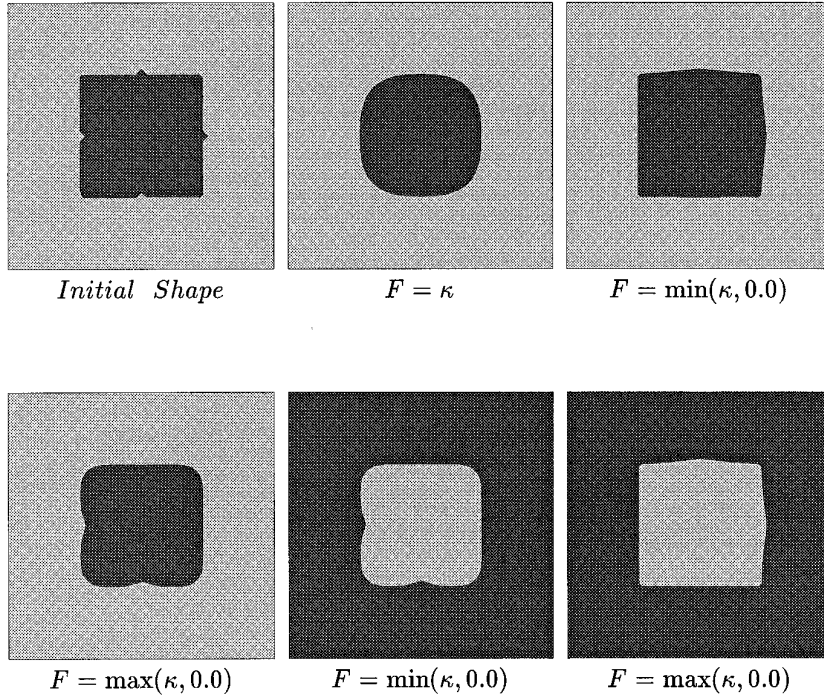 Initial Shape
F = κ
F = min(κ, 0.0)
F = max(κ, 0.0)
F = min(κ, 0.0)
F = max(κ, 0.0)